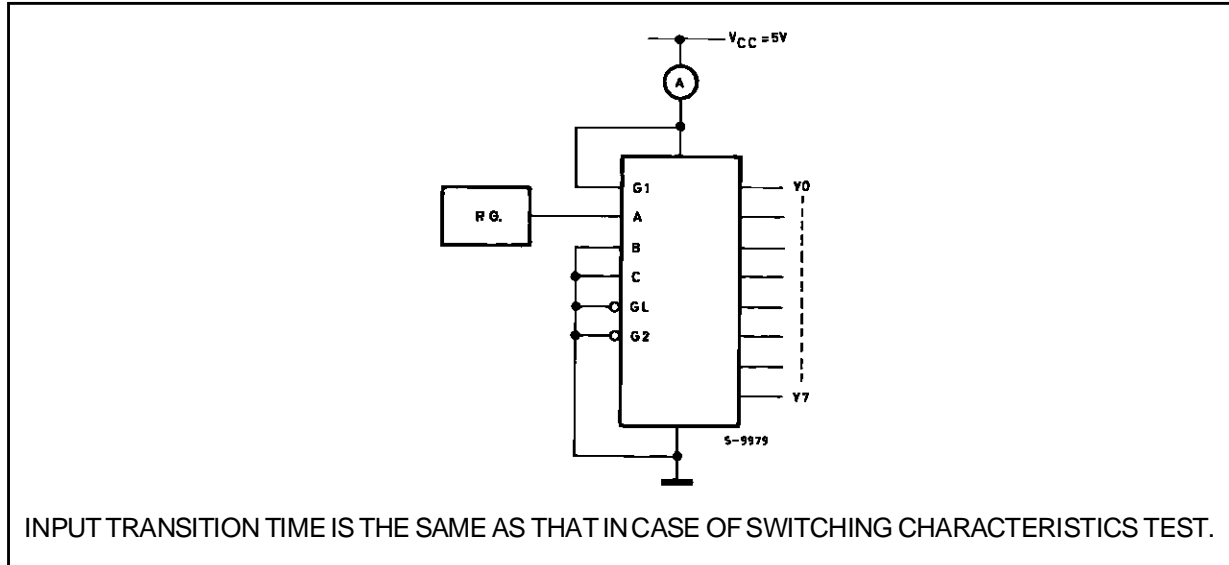 VCC=5V
A
G1
Y0
P.G.
A
B
C
GL
G2
Y7
S-9979
INPUT TRANSITION TIME IS THE SAME AS THAT IN CASE OF SWITCHING CHARACTERISTICS TEST.